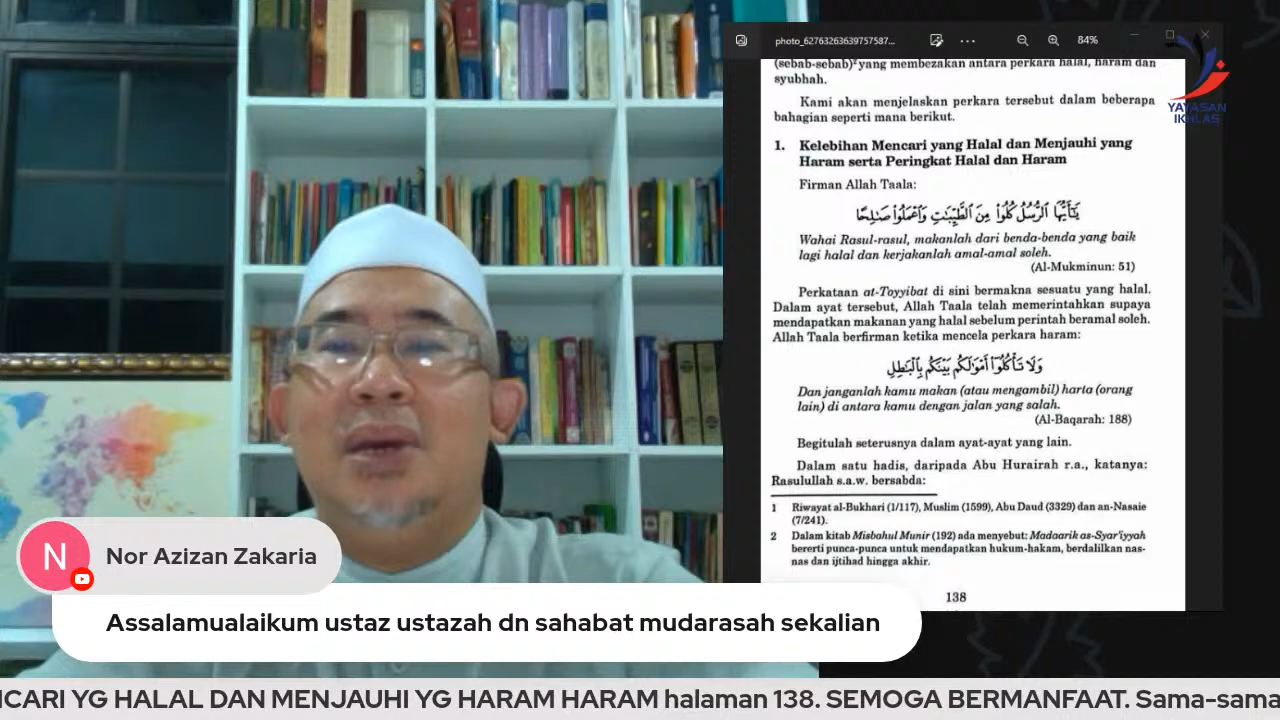 photo_62763263639757587...
84%
YAYASAN
IKHLAS
(sebab-sebab)² yang membezakan antara perkara halal, haram dan
syubhah.
Kami akan menjelaskan perkara tersebut dalam beberapa
bahagian seperti mana berikut.
1. Kelebihan Mencari yang Halal dan Menjauhi yang
Haram serta Peringkat Halal dan Haram
Firman Allah Taala:
يَٰٓأَيُّهَا ٱلرُّسُلُ كُلُوا۟ مِنَ ٱلطَّيِّبَٰتِ وَٱعْمَلُوا۟ صَٰلِحًا
Wahai Rasul-rasul, makanlah dari benda-benda yang baik
lagi halal dan kerjakanlah amal-amal soleh.
(Al-Mukminun: 51)
Perkataan at-Toyyibat di sini bermakna sesuatu yang halal.
Dalam ayat tersebut, Allah Taala telah memerintahkan supaya
mendapatkan makanan yang halal sebelum perintah beramal soleh.
Allah Taala berfirman ketika mencela perkara haram:
وَلَا تَأْكُلُوٓا۟ أَمْوَٰلَكُم بَيْنَكُم بِٱلْبَٰطِلِ
Dan janganlah kamu makan (atau mengambil) harta (orang
lain) di antara kamu dengan jalan yang salah.
(Al-Baqarah: 188)
Begitulah seterusnya dalam ayat-ayat yang lain.
Dalam satu hadis, daripada Abu Hurairah r.a., katanya:
Rasulullah s.a.w. bersabda:
1 Riwayat al-Bukhari (1/117), Muslim (1599), Abu Daud (3329) dan an-Nasaie
(7/241).
2 Dalam kitab Misbahul Munir (192) ada menyebut: Madaarik as-Syar'iyyah
bererti punca-punca untuk mendapatkan hukum-hakam, berdalilkan nas-
nas dan ijtihad hingga akhir.
138
N
Nor Azizan Zakaria
Assalamualaikum ustaz ustazah dn sahabat mudarasah sekalian
NCARI YG HALAL DAN MENJAUHI YG HARAM HARAM halaman 138. SEMOGA BERMANFAAT. Sama-sama